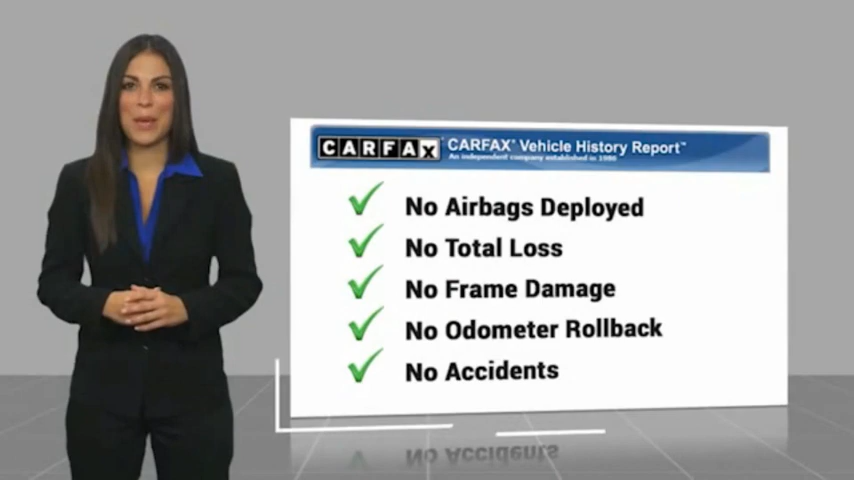 CARFAX CARFAX® Vehicle History Report™
An independent company established in 1986
No Airbags Deployed
No Total Loss
No Frame Damage
No Odometer Rollback
No Accidents
No Accidents